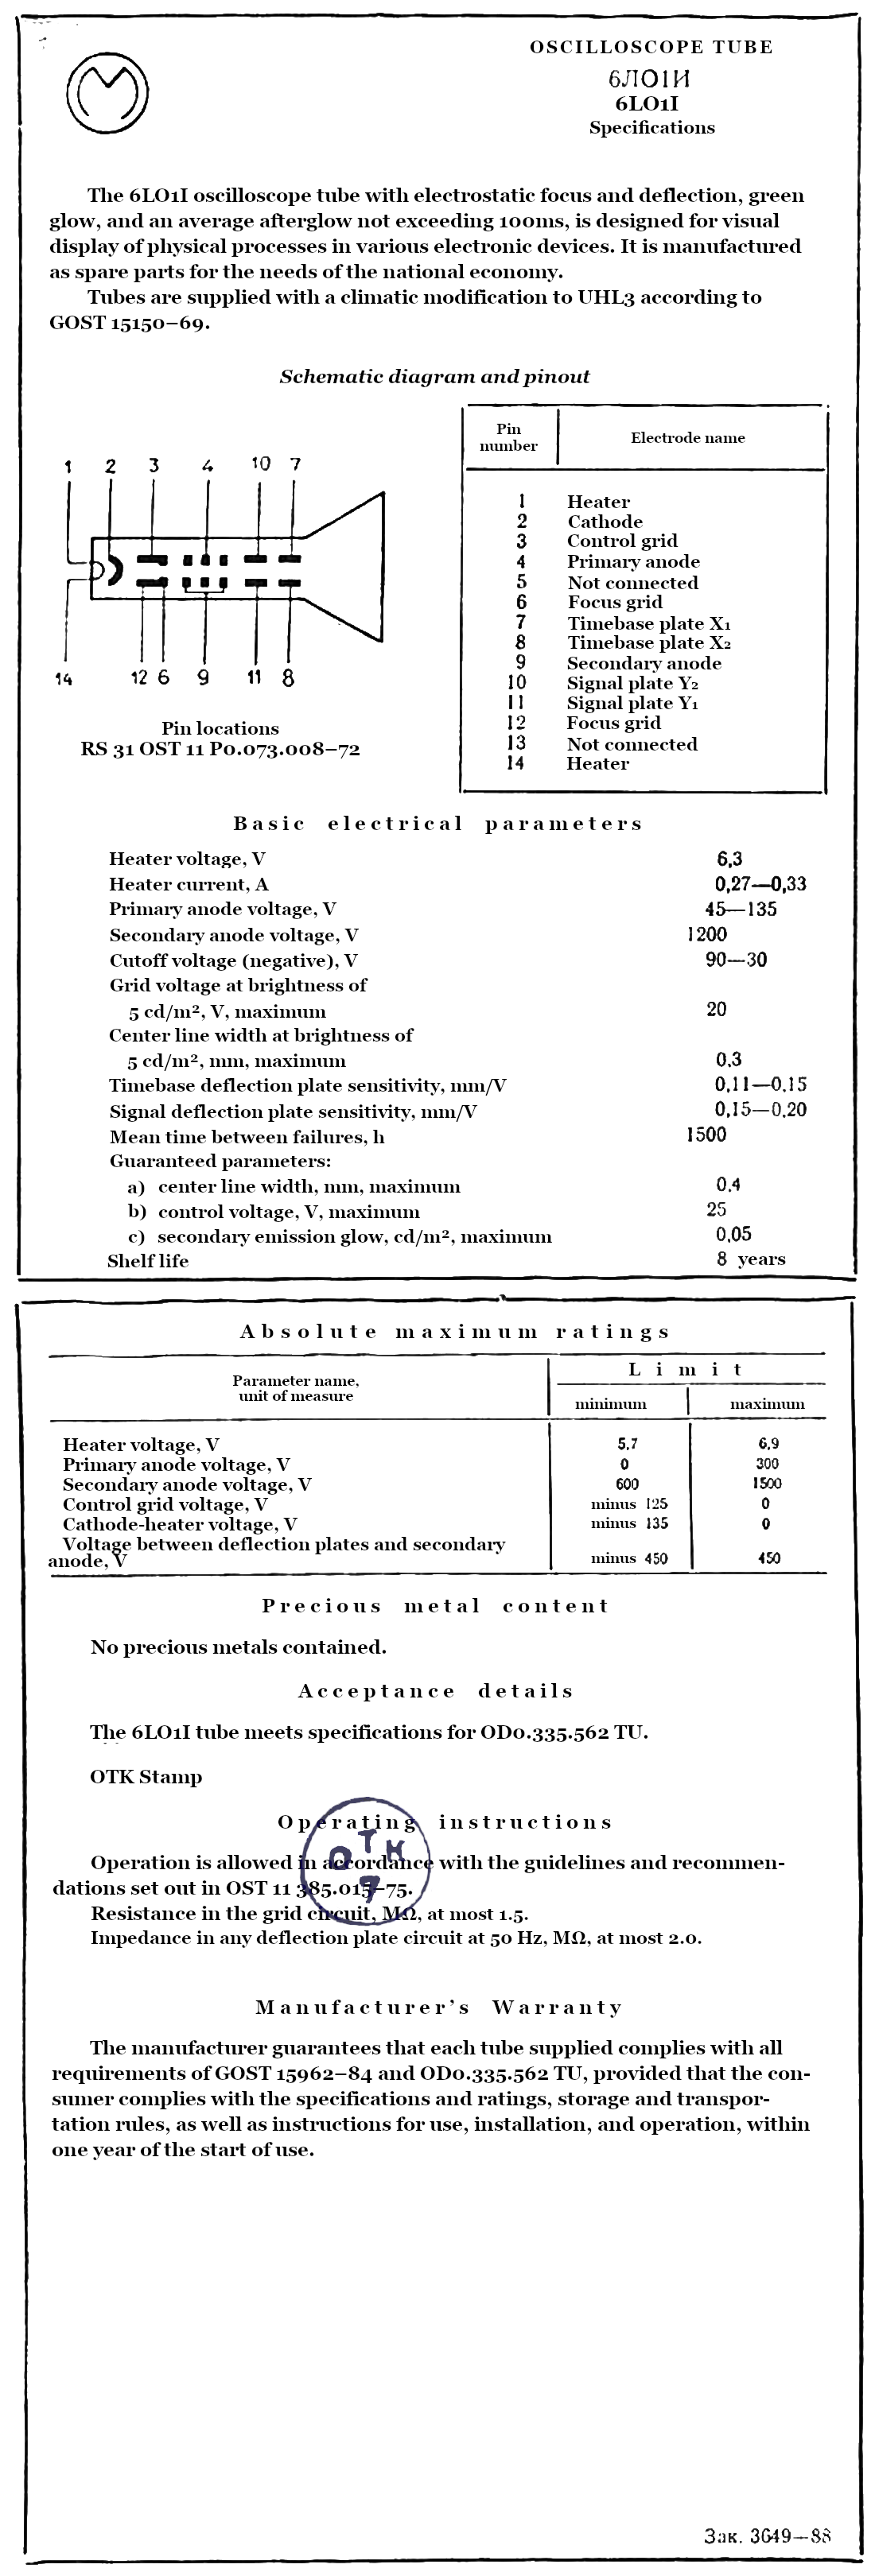 OSCILLOSCOPE TUBE
6ЛО1И
6LO1I
Specifications
The 6LO1I oscilloscope tube with electrostatic focus and deflection, green
glow, and an average afterglow not exceeding 100ms, is designed for visual
display of physical processes in various electronic devices. It is manufactured
as spare parts for the needs of the national economy.
Tubes are supplied with a climatic modification to UHL3 according to
GOST 15150–69.
Schematic diagram and pinout
1 2 3 4 10 7
14 12 6 9 11 8
Pin locations
RS 31 OST 11 P0.073.008–72
Pin
number
Electrode name
1 Heater
2 Cathode
3 Control grid
4 Primary anode
5 Not connected
6 Focus grid
7 Timebase plate X1
8 Timebase plate X2
9 Secondary anode
10 Signal plate Y2
11 Signal plate Y1
12 Focus grid
13 Not connected
14 Heater
Basic electrical parameters
Heater voltage, V 6,3
Heater current, A 0,27—0,33
Primary anode voltage, V 45—135
Secondary anode voltage, V 1200
Cutoff voltage (negative), V 90—30
Grid voltage at brightness of
5 cd/m², V, maximum 20
Center line width at brightness of
5 cd/m², mm, maximum 0,3
Timebase deflection plate sensitivity, mm/V 0,11—0,15
Signal deflection plate sensitivity, mm/V 0,15—0,20
Mean time between failures, h 1500
Guaranteed parameters:
a) center line width, mm, maximum 0,4
b) control voltage, V, maximum 25
c) secondary emission glow, cd/m², maximum 0,05
Shelf life 8 years
Absolute maximum ratings
Parameter name,
unit of measure
Limit
minimum maximum
Heater voltage, V 5,7 6,9
Primary anode voltage, V 0 300
Secondary anode voltage, V 600 1500
Control grid voltage, V minus 125 0
Cathode-heater voltage, V minus 135 0
Voltage between deflection plates and secondary
anode, V minus 450 450
Precious metal content
No precious metals contained.
Acceptance details
The 6LO1I tube meets specifications for OD0.335.562 TU.
OTK Stamp
ОТК
7
Operating instructions
Operation is allowed in accordance with the guidelines and recommen-
dations set out in OST 11 385.015–75.
Resistance in the grid circuit, MΩ, at most 1.5.
Impedance in any deflection plate circuit at 50 Hz, MΩ, at most 2.0.
Manufacturer’s Warranty
The manufacturer guarantees that each tube supplied complies with all
requirements of GOST 15962–84 and OD0.335.562 TU, provided that the con-
sumer complies with the specifications and ratings, storage and transpor-
tation rules, as well as instructions for use, installation, and operation, within
one year of the start of use.
Зак. 3649—88